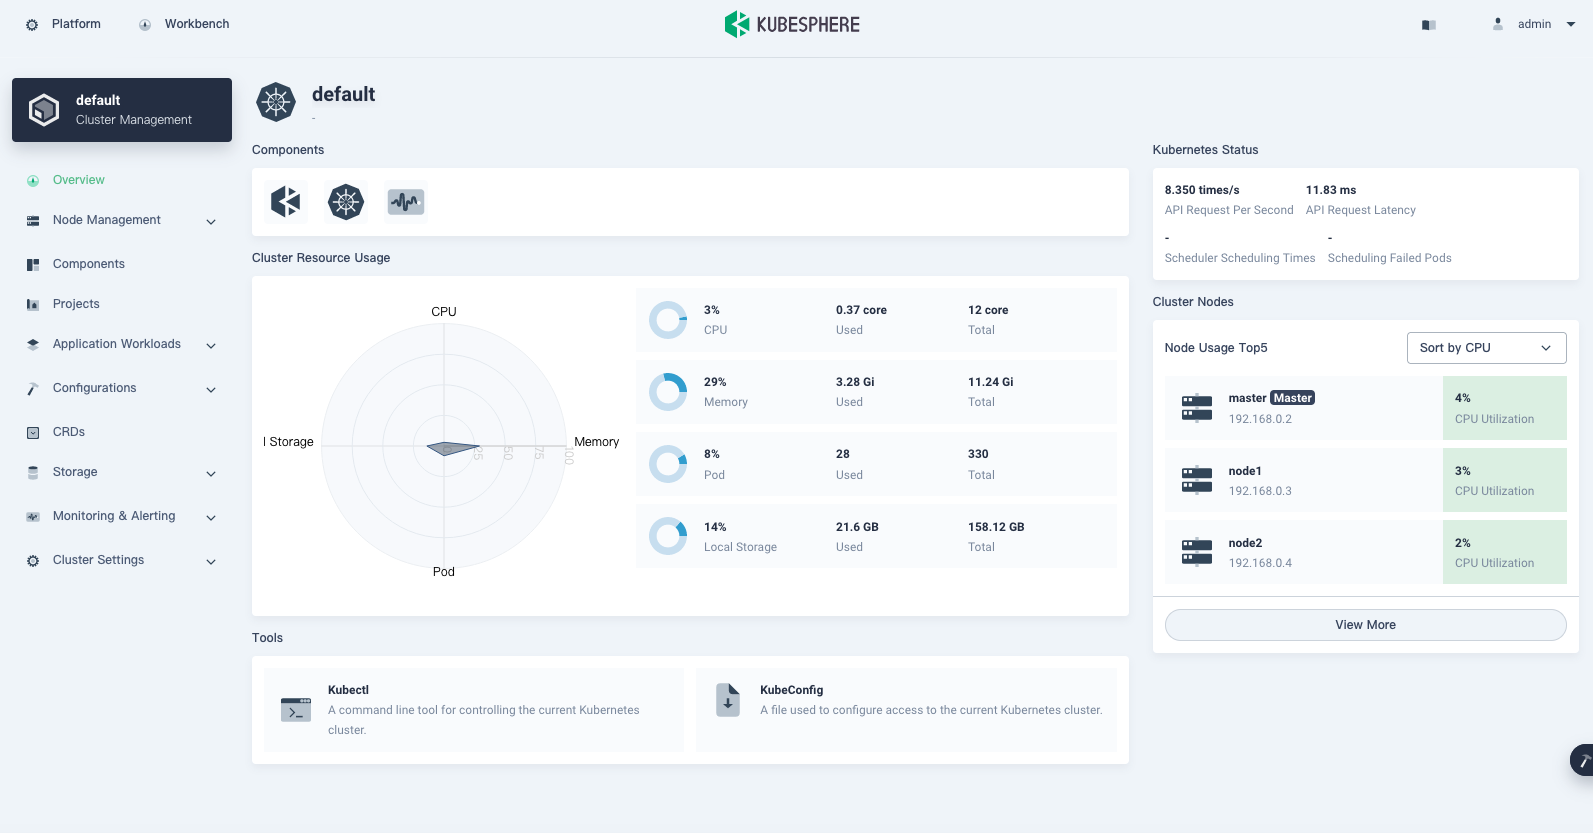 Platform
Workbench
KUBESPHERE
admin
default
Cluster Management
Overview
Node Management
Components
Projects
Application Workloads
Configurations
CRDs
Storage
Monitoring & Alerting
Cluster Settings
default
-
Components
Cluster Resource Usage
CPU
l Storage
Memory
Pod
0
25
50
75
100
3%
CPU
0.37 core
Used
12 core
Total
29%
Memory
3.28 Gi
Used
11.24 Gi
Total
8%
Pod
28
Used
330
Total
14%
Local Storage
21.6 GB
Used
158.12 GB
Total
Tools
Kubectl
A command line tool for controlling the current Kubernetes
cluster.
KubeConfig
A file used to configure access to the current Kubernetes cluster.
Kubernetes Status
8.350 times/s
API Request Per Second
11.83 ms
API Request Latency
-
Scheduler Scheduling Times
-
Scheduling Failed Pods
Cluster Nodes
Node Usage Top5
Sort by CPU
master Master
192.168.0.2
4%
CPU Utilization
node1
192.168.0.3
3%
CPU Utilization
node2
192.168.0.4
2%
CPU Utilization
View More